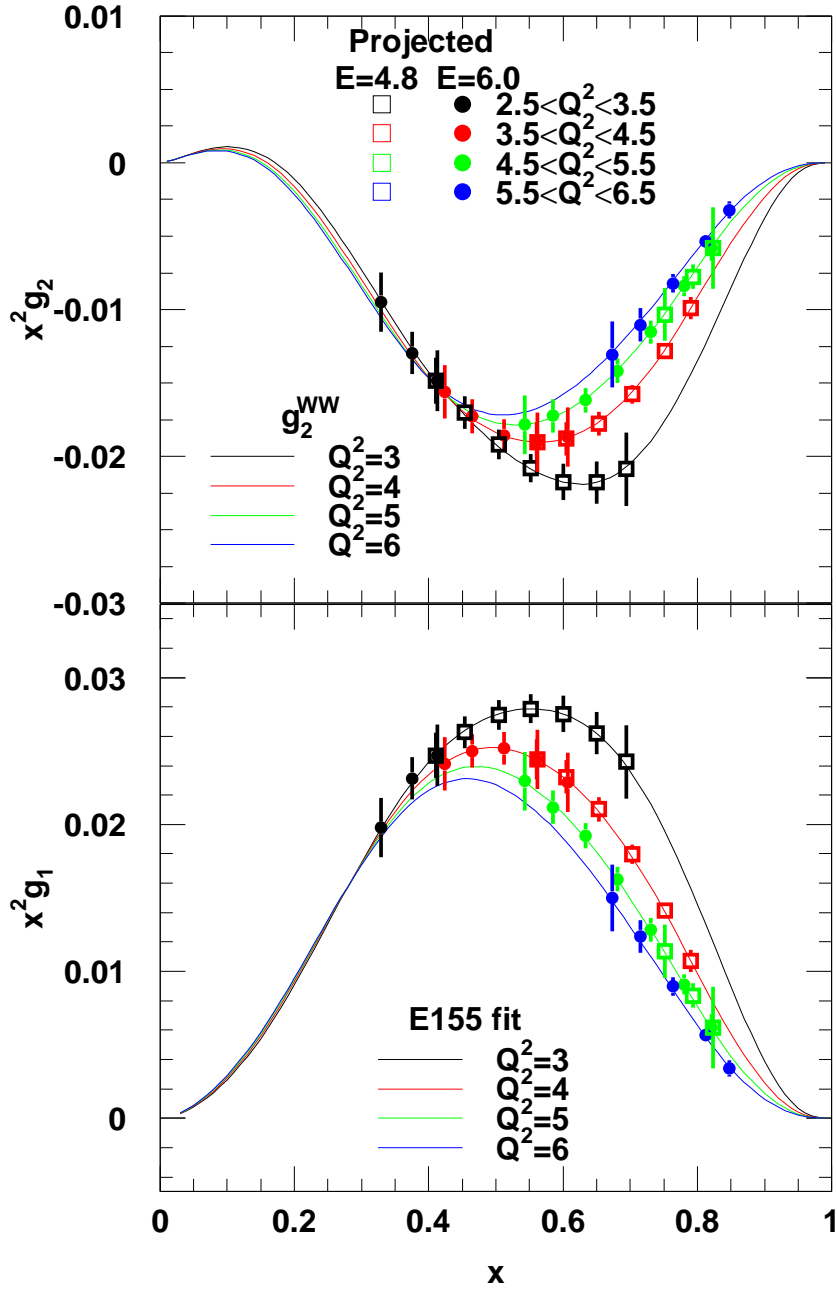 0.01
0
-0.01
-0.02
-0.03
x²g₂
Projected
E=4.8 E=6.0
2.5<Q²<3.5
3.5<Q²<4.5
4.5<Q²<5.5
5.5<Q²<6.5
g₂^WW
Q²=3
Q²=4
Q²=5
Q²=6
0.03
0.02
0.01
0
x²g₁
E155 fit
Q²=3
Q²=4
Q²=5
Q²=6
0 0.2 0.4 0.6 0.8 1
x